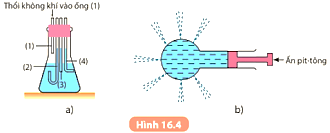 Thổi không khí vào ống (1)
(1)
(2)
(4)
(3)
Ấn pit-tông
a)
b)
Hình 16.4